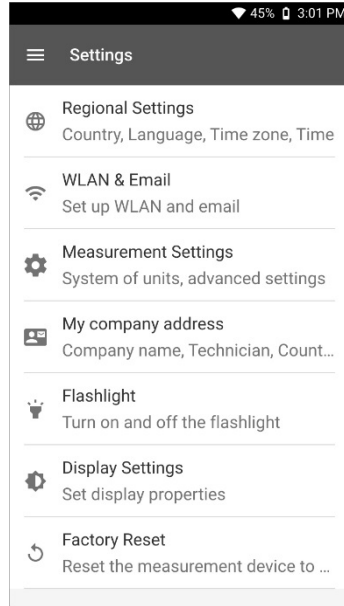 45% 3:01 PM
Settings
Regional Settings
Country, Language, Time zone, Time
WLAN & Email
Set up WLAN and email
Measurement Settings
System of units, advanced settings
My company address
Company name, Technician, Count...
Flashlight
Turn on and off the flashlight
Display Settings
Set display properties
Factory Reset
Reset the measurement device to ...